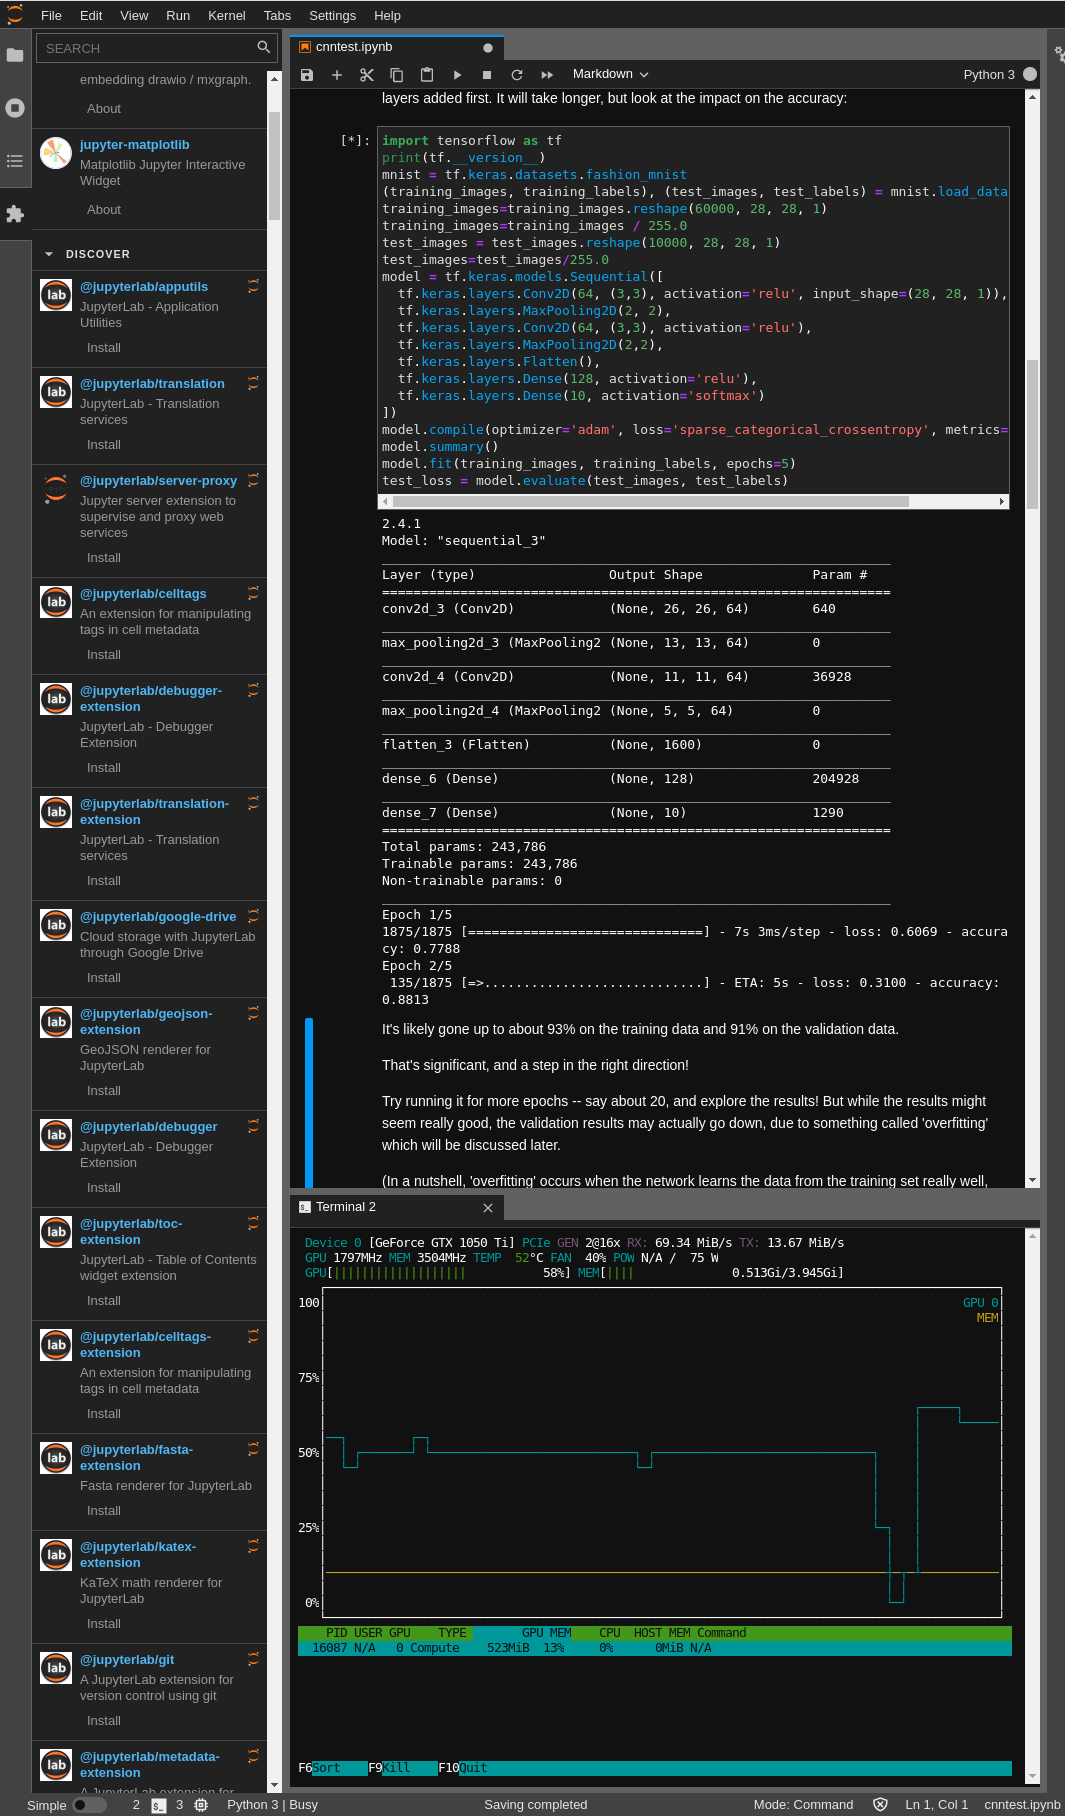 File Edit View Run Kernel Tabs Settings Help
SEARCH
embedding drawio / mxgraph.
About
jupyter-matplotlib
Matplotlib Jupyter Interactive
Widget
About
DISCOVER
lab
@jupyterlab/apputils
JupyterLab - Application
Utilities
Install
lab
@jupyterlab/translation
JupyterLab - Translation
services
Install
@jupyterlab/server-proxy
Jupyter server extension to
supervise and proxy web
services
Install
lab
@jupyterlab/celltags
An extension for manipulating
tags in cell metadata
Install
lab
@jupyterlab/debugger-
extension
JupyterLab - Debugger
Extension
Install
lab
@jupyterlab/translation-
extension
JupyterLab - Translation
services
Install
lab
@jupyterlab/google-drive
Cloud storage with JupyterLab
through Google Drive
Install
lab
@jupyterlab/geojson-
extension
GeoJSON renderer for
JupyterLab
Install
lab
@jupyterlab/debugger
JupyterLab - Debugger
Extension
Install
lab
@jupyterlab/toc-
extension
JupyterLab - Table of Contents
widget extension
Install
lab
@jupyterlab/celltags-
extension
An extension for manipulating
tags in cell metadata
Install
lab
@jupyterlab/fasta-
extension
Fasta renderer for JupyterLab
Install
lab
@jupyterlab/katex-
extension
KaTeX math renderer for
JupyterLab
Install
lab
@jupyterlab/git
A JupyterLab extension for
version control using git
Install
lab
@jupyterlab/metadata-
extension
A JupyterLab extension for
cnntest.ipynb
Markdown
Python 3
layers added first. It will take longer, but look at the impact on the accuracy:
[*]:
import tensorflow as tf
print(tf.__version__)
mnist = tf.keras.datasets.fashion_mnist
(training_images, training_labels), (test_images, test_labels) = mnist.load_data
training_images=training_images.reshape(60000, 28, 28, 1)
training_images=training_images / 255.0
test_images = test_images.reshape(10000, 28, 28, 1)
test_images=test_images/255.0
model = tf.keras.models.Sequential([
  tf.keras.layers.Conv2D(64, (3,3), activation='relu', input_shape=(28, 28, 1)),
  tf.keras.layers.MaxPooling2D(2, 2),
  tf.keras.layers.Conv2D(64, (3,3), activation='relu'),
  tf.keras.layers.MaxPooling2D(2,2),
  tf.keras.layers.Flatten(),
  tf.keras.layers.Dense(128, activation='relu'),
  tf.keras.layers.Dense(10, activation='softmax')
])
model.compile(optimizer='adam', loss='sparse_categorical_crossentropy', metrics=
model.summary()
model.fit(training_images, training_labels, epochs=5)
test_loss = model.evaluate(test_images, test_labels)
2.4.1
Model: "sequential_3"
_________________________________________________________________
Layer (type)                 Output Shape              Param #
=================================================================
conv2d_3 (Conv2D)            (None, 26, 26, 64)        640
_________________________________________________________________
max_pooling2d_3 (MaxPooling2 (None, 13, 13, 64)        0
_________________________________________________________________
conv2d_4 (Conv2D)            (None, 11, 11, 64)        36928
_________________________________________________________________
max_pooling2d_4 (MaxPooling2 (None, 5, 5, 64)          0
_________________________________________________________________
flatten_3 (Flatten)          (None, 1600)              0
_________________________________________________________________
dense_6 (Dense)              (None, 128)               204928
_________________________________________________________________
dense_7 (Dense)              (None, 10)                1290
=================================================================
Total params: 243,786
Trainable params: 243,786
Non-trainable params: 0
_________________________________________________________________
Epoch 1/5
1875/1875 [==============================] - 7s 3ms/step - loss: 0.6069 - accura
cy: 0.7788
Epoch 2/5
 135/1875 [=>............................] - ETA: 5s - loss: 0.3100 - accuracy:
0.8813
It's likely gone up to about 93% on the training data and 91% on the validation data.
That's significant, and a step in the right direction!
Try running it for more epochs -- say about 20, and explore the results! But while the results might
seem really good, the validation results may actually go down, due to something called 'overfitting'
which will be discussed later.
(In a nutshell, 'overfitting' occurs when the network learns the data from the training set really well,
Terminal 2
Device 0 [GeForce GTX 1050 Ti] PCIe GEN 2@16x RX: 69.34 MiB/s TX: 13.67 MiB/s
GPU 1797MHz MEM 3504MHz TEMP  52°C FAN  40% POW N/A /  75 W
GPU[|||||||||||||||||||           58%] MEM[||||              0.513Gi/3.945Gi]
100
GPU 0
MEM
75%
50%
25%
0%
PID USER GPU    TYPE        GPU MEM    CPU  HOST MEM Command
16087 N/A   0 Compute    523MiB  13%     0%      0MiB N/A
F6Sort    F9Kill    F10Quit
Simple 2 3 Python 3 | Busy Saving completed Mode: Command Ln 1, Col 1 cnntest.ipynb